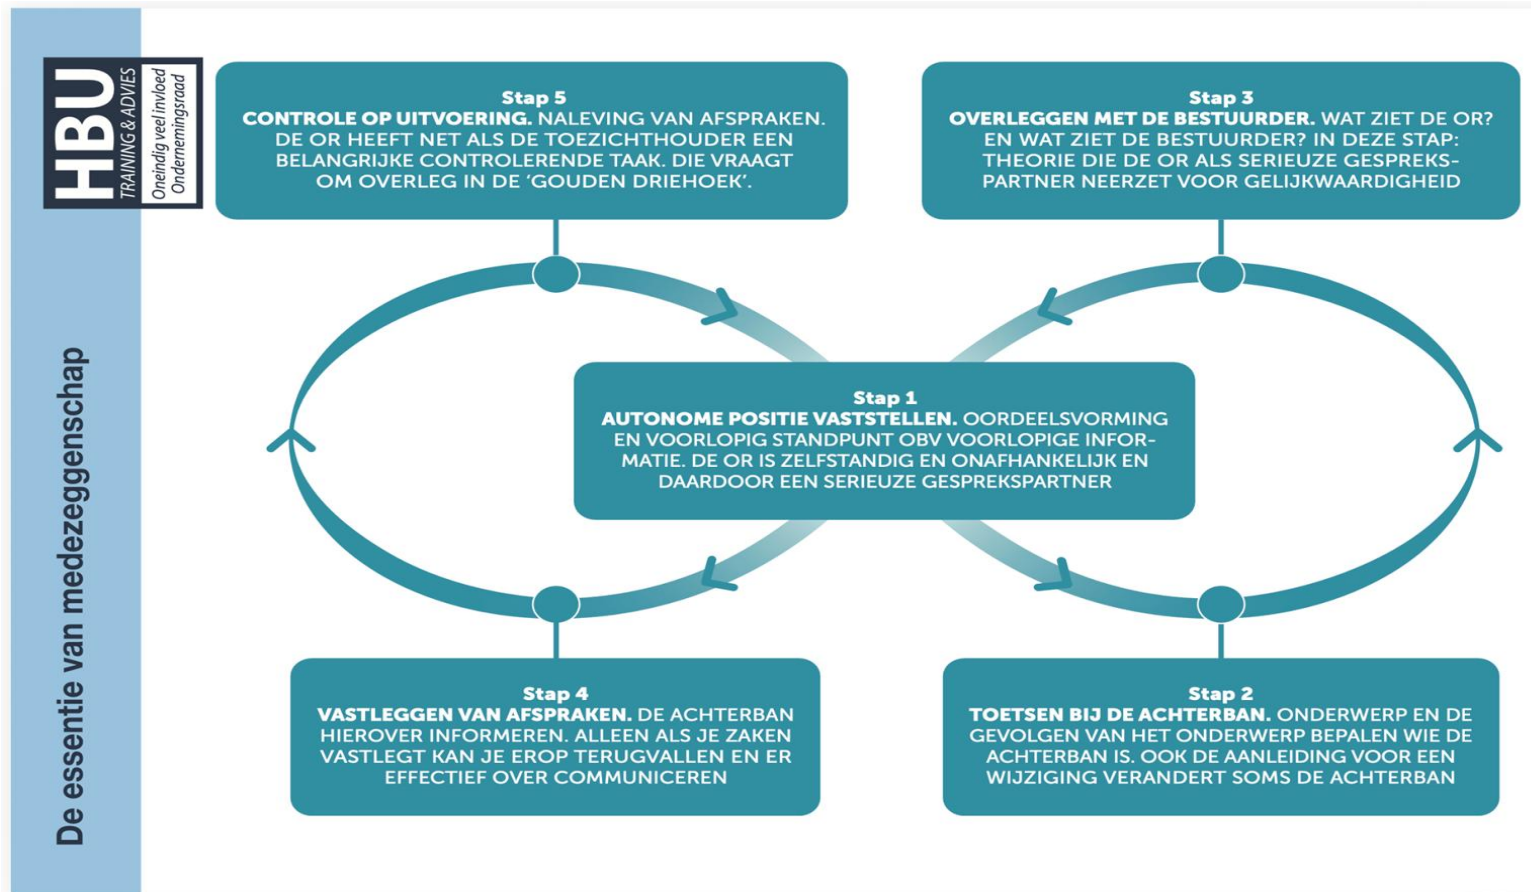 HBU
TRAINING & ADVIES
Oneindig veel invloed
Ondernemingsraad
De essentie van medezeggenschap
Stap 5
CONTROLE OP UITVOERING. NALEVING VAN AFSPRAKEN.
DE OR HEEFT NET ALS DE TOEZICHTHOUDER EEN
BELANGRIJKE CONTROLERENDE TAAK. DIE VRAAGT
OM OVERLEG IN DE ‘GOUDEN DRIEHOEK’.
Stap 3
OVERLEGGEN MET DE BESTUURDER. WAT ZIET DE OR?
EN WAT ZIET DE BESTUURDER? IN DEZE STAP:
THEORIE DIE DE OR ALS SERIEUZE GESPREKS-
PARTNER NEERZET VOOR GELIJKWAARDIGHEID
Stap 1
AUTONOME POSITIE VASTSTELLEN. OORDEELSVORMING
EN VOORLOPIG STANDPUNT OBV VOORLOPIGE INFOR-
MATIE. DE OR IS ZELFSTANDIG EN ONAFHANKELIJK EN
DAARDOOR EEN SERIEUZE GESPREKSPARTNER
Stap 4
VASTLEGGEN VAN AFSPRAKEN. DE ACHTERBAN
HIEROVER INFORMEREN. ALLEEN ALS JE ZAKEN
VASTLEGT KAN JE EROP TERUGVALLEN EN ER
EFFECTIEF OVER COMMUNICEREN
Stap 2
TOETSEN BIJ DE ACHTERBAN. ONDERWERP EN DE
GEVOLGEN VAN HET ONDERWERP BEPALEN WIE DE
ACHTERBAN IS. OOK DE AANLEIDING VOOR EEN
WIJZIGING VERANDERT SOMS DE ACHTERBAN